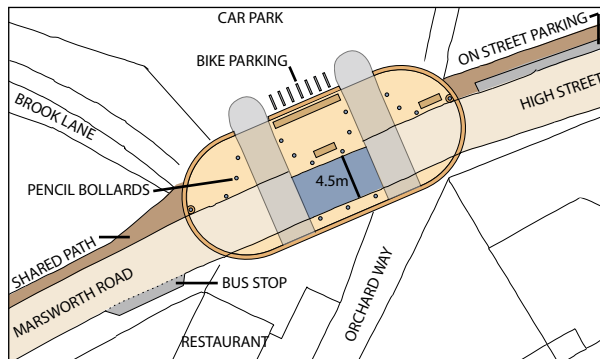 CAR PARK
ON STREET PARKING
BIKE PARKING
HIGH STREET
BROOK LANE
PENCIL BOLLARDS
4.5m
SHARED PATH
MARSWORTH ROAD
BUS STOP
ORCHARD WAY
RESTAURANT